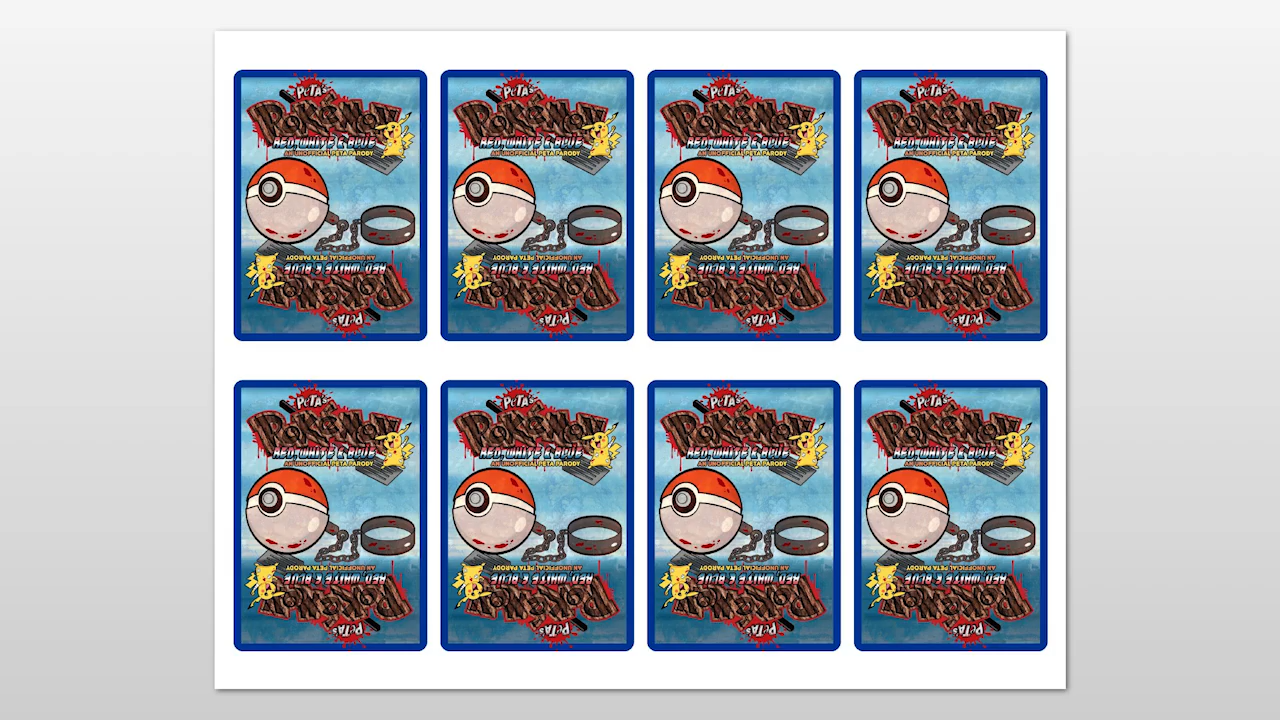 PeTA's
POKéMON
RED, WHITE & BLUE
AN UNOFFICIAL PETA PARODY
PeTA's
POKéMON
RED, WHITE & BLUE
AN UNOFFICIAL PETA PARODY
PeTA's
POKéMON
RED, WHITE & BLUE
AN UNOFFICIAL PETA PARODY
PeTA's
POKéMON
RED, WHITE & BLUE
AN UNOFFICIAL PETA PARODY
PeTA's
POKéMON
RED, WHITE & BLUE
AN UNOFFICIAL PETA PARODY
PeTA's
POKéMON
RED, WHITE & BLUE
AN UNOFFICIAL PETA PARODY
PeTA's
POKéMON
RED, WHITE & BLUE
AN UNOFFICIAL PETA PARODY
PeTA's
POKéMON
RED, WHITE & BLUE
AN UNOFFICIAL PETA PARODY
PeTA's
POKéMON
RED, WHITE & BLUE
AN UNOFFICIAL PETA PARODY
PeTA's
POKéMON
RED, WHITE & BLUE
AN UNOFFICIAL PETA PARODY
PeTA's
POKéMON
RED, WHITE & BLUE
AN UNOFFICIAL PETA PARODY
PeTA's
POKéMON
RED, WHITE & BLUE
AN UNOFFICIAL PETA PARODY
PeTA's
POKéMON
RED, WHITE & BLUE
AN UNOFFICIAL PETA PARODY
PeTA's
POKéMON
RED, WHITE & BLUE
AN UNOFFICIAL PETA PARODY
PeTA's
POKéMON
RED, WHITE & BLUE
AN UNOFFICIAL PETA PARODY
PeTA's
POKéMON
RED, WHITE & BLUE
AN UNOFFICIAL PETA PARODY